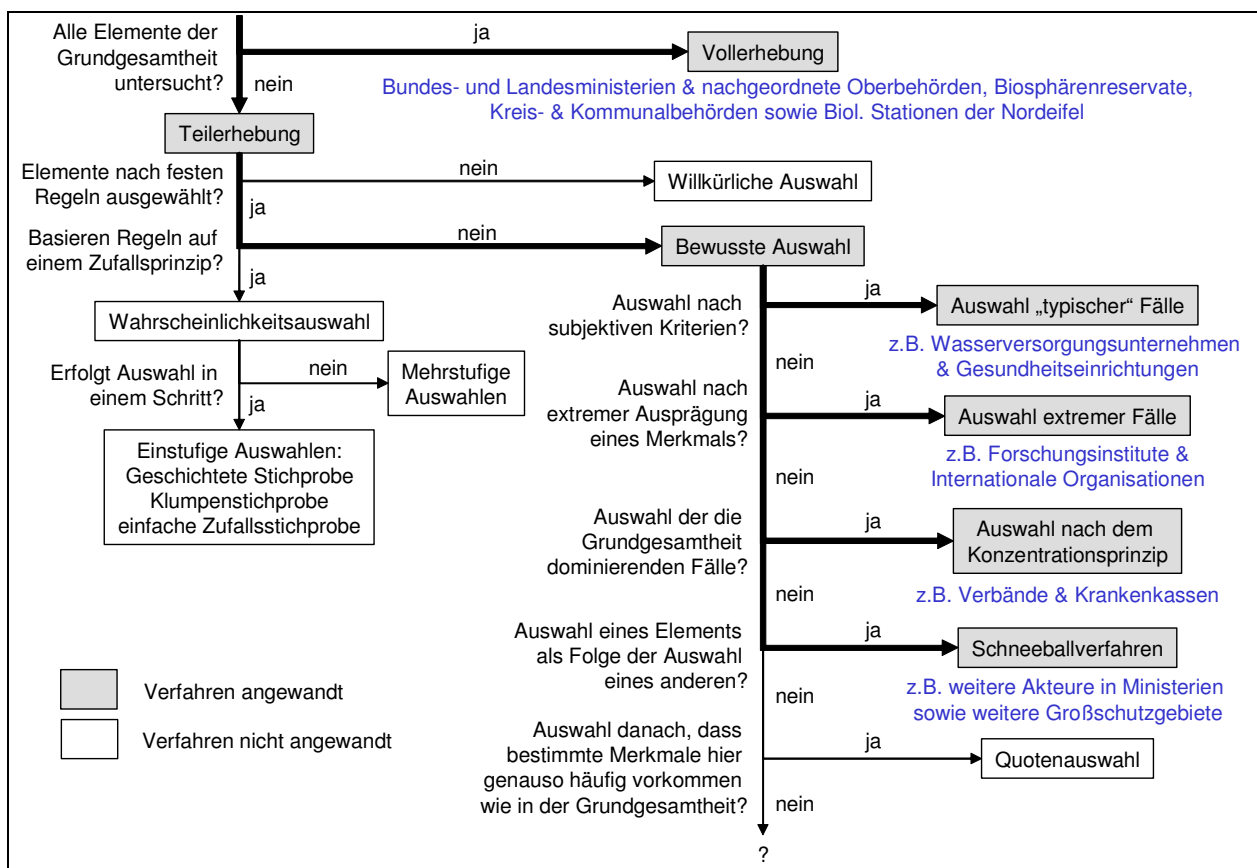 Alle Elemente der
Grundgesamtheit
untersucht?
ja
Vollerhebung
nein
Bundes- und Landesministerien & nachgeordnete Oberbehörden, Biosphärenreservate,
Kreis- & Kommunalbehörden sowie Biol. Stationen der Nordeifel
Teilerhebung
Elemente nach festen
Regeln ausgewählt?
nein
Willkürliche Auswahl
ja
Basieren Regeln auf
einem Zufallsprinzip?
nein
Bewusste Auswahl
ja
Wahrscheinlichkeitsauswahl
Erfolgt Auswahl in
einem Schritt?
nein
Mehrstufige
Auswahlen
ja
Einstufige Auswahlen:
Geschichtete Stichprobe
Klumpenstichprobe
einfache Zufallsstichprobe
Auswahl nach
subjektiven Kriterien?
ja
Auswahl „typischer“ Fälle
z.B. Wasserversorgungsunternehmen
& Gesundheitseinrichtungen
nein
Auswahl nach
extremer Ausprägung
eines Merkmals?
ja
Auswahl extremer Fälle
z.B. Forschungsinstitute &
Internationale Organisationen
nein
Auswahl der die
Grundgesamtheit
dominierenden Fälle?
ja
Auswahl nach dem
Konzentrationsprinzip
z.B. Verbände & Krankenkassen
nein
Auswahl eines Elements
als Folge der Auswahl
eines anderen?
ja
Schneeballverfahren
z.B. weitere Akteure in Ministerien
sowie weitere Großschutzgebiete
nein
Auswahl danach, dass
bestimmte Merkmale hier
genauso häufig vorkommen
wie in der Grundgesamtheit?
ja
Quotenauswahl
nein
?
Verfahren angewandt
Verfahren nicht angewandt